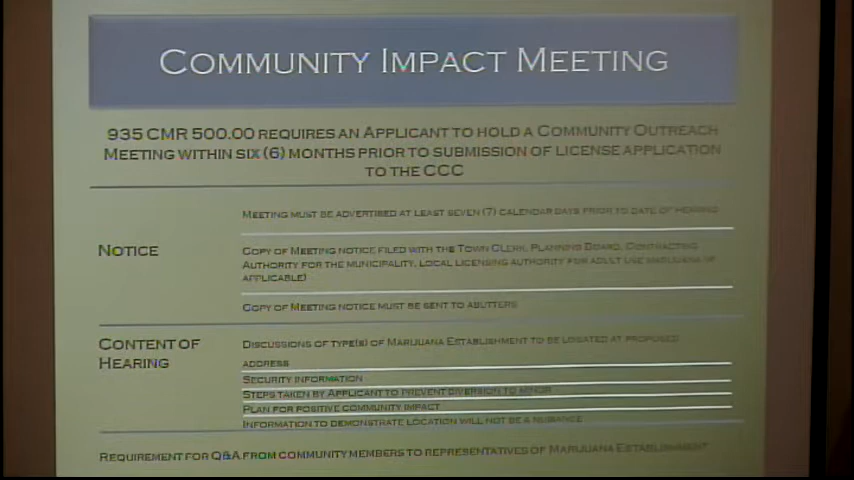 COMMUNITY IMPACT MEETING
935 CMR 500.00 REQUIRES AN APPLICANT TO HOLD A COMMUNITY OUTREACH
MEETING WITHIN SIX (6) MONTHS PRIOR TO SUBMISSION OF LICENSE APPLICATION
TO THE CCC
MEETING MUST BE ADVERTISED AT LEAST SEVEN (7) CALENDAR DAYS PRIOR TO DATE OF HEARING
NOTICE
COPY OF MEETING NOTICE FILED WITH THE TOWN CLERK, PLANNING BOARD, CONTRACTING
AUTHORITY FOR THE MUNICIPALITY, LOCAL LICENSING AUTHORITY FOR ADULT USE MARIJUANA IF
APPLICABLE)
COPY OF MEETING NOTICE MUST BE SENT TO ABUTTERS
CONTENT OF
HEARING
DISCUSSIONS OF TYPE(S) OF MARIJUANA ESTABLISHMENT TO BE LOCATED AT PROPOSED
ADDRESS
SECURITY INFORMATION
STEPS TAKEN BY APPLICANT TO PREVENT DIVERSION TO MINOR
PLAN FOR POSITIVE COMMUNITY IMPACT
INFORMATION TO DEMONSTRATE LOCATION WILL NOT BE A NUISANCE
REQUIREMENT FOR Q&A FROM COMMUNITY MEMBERS TO REPRESENTATIVES OF MARIJUANA ESTABLISHMENT